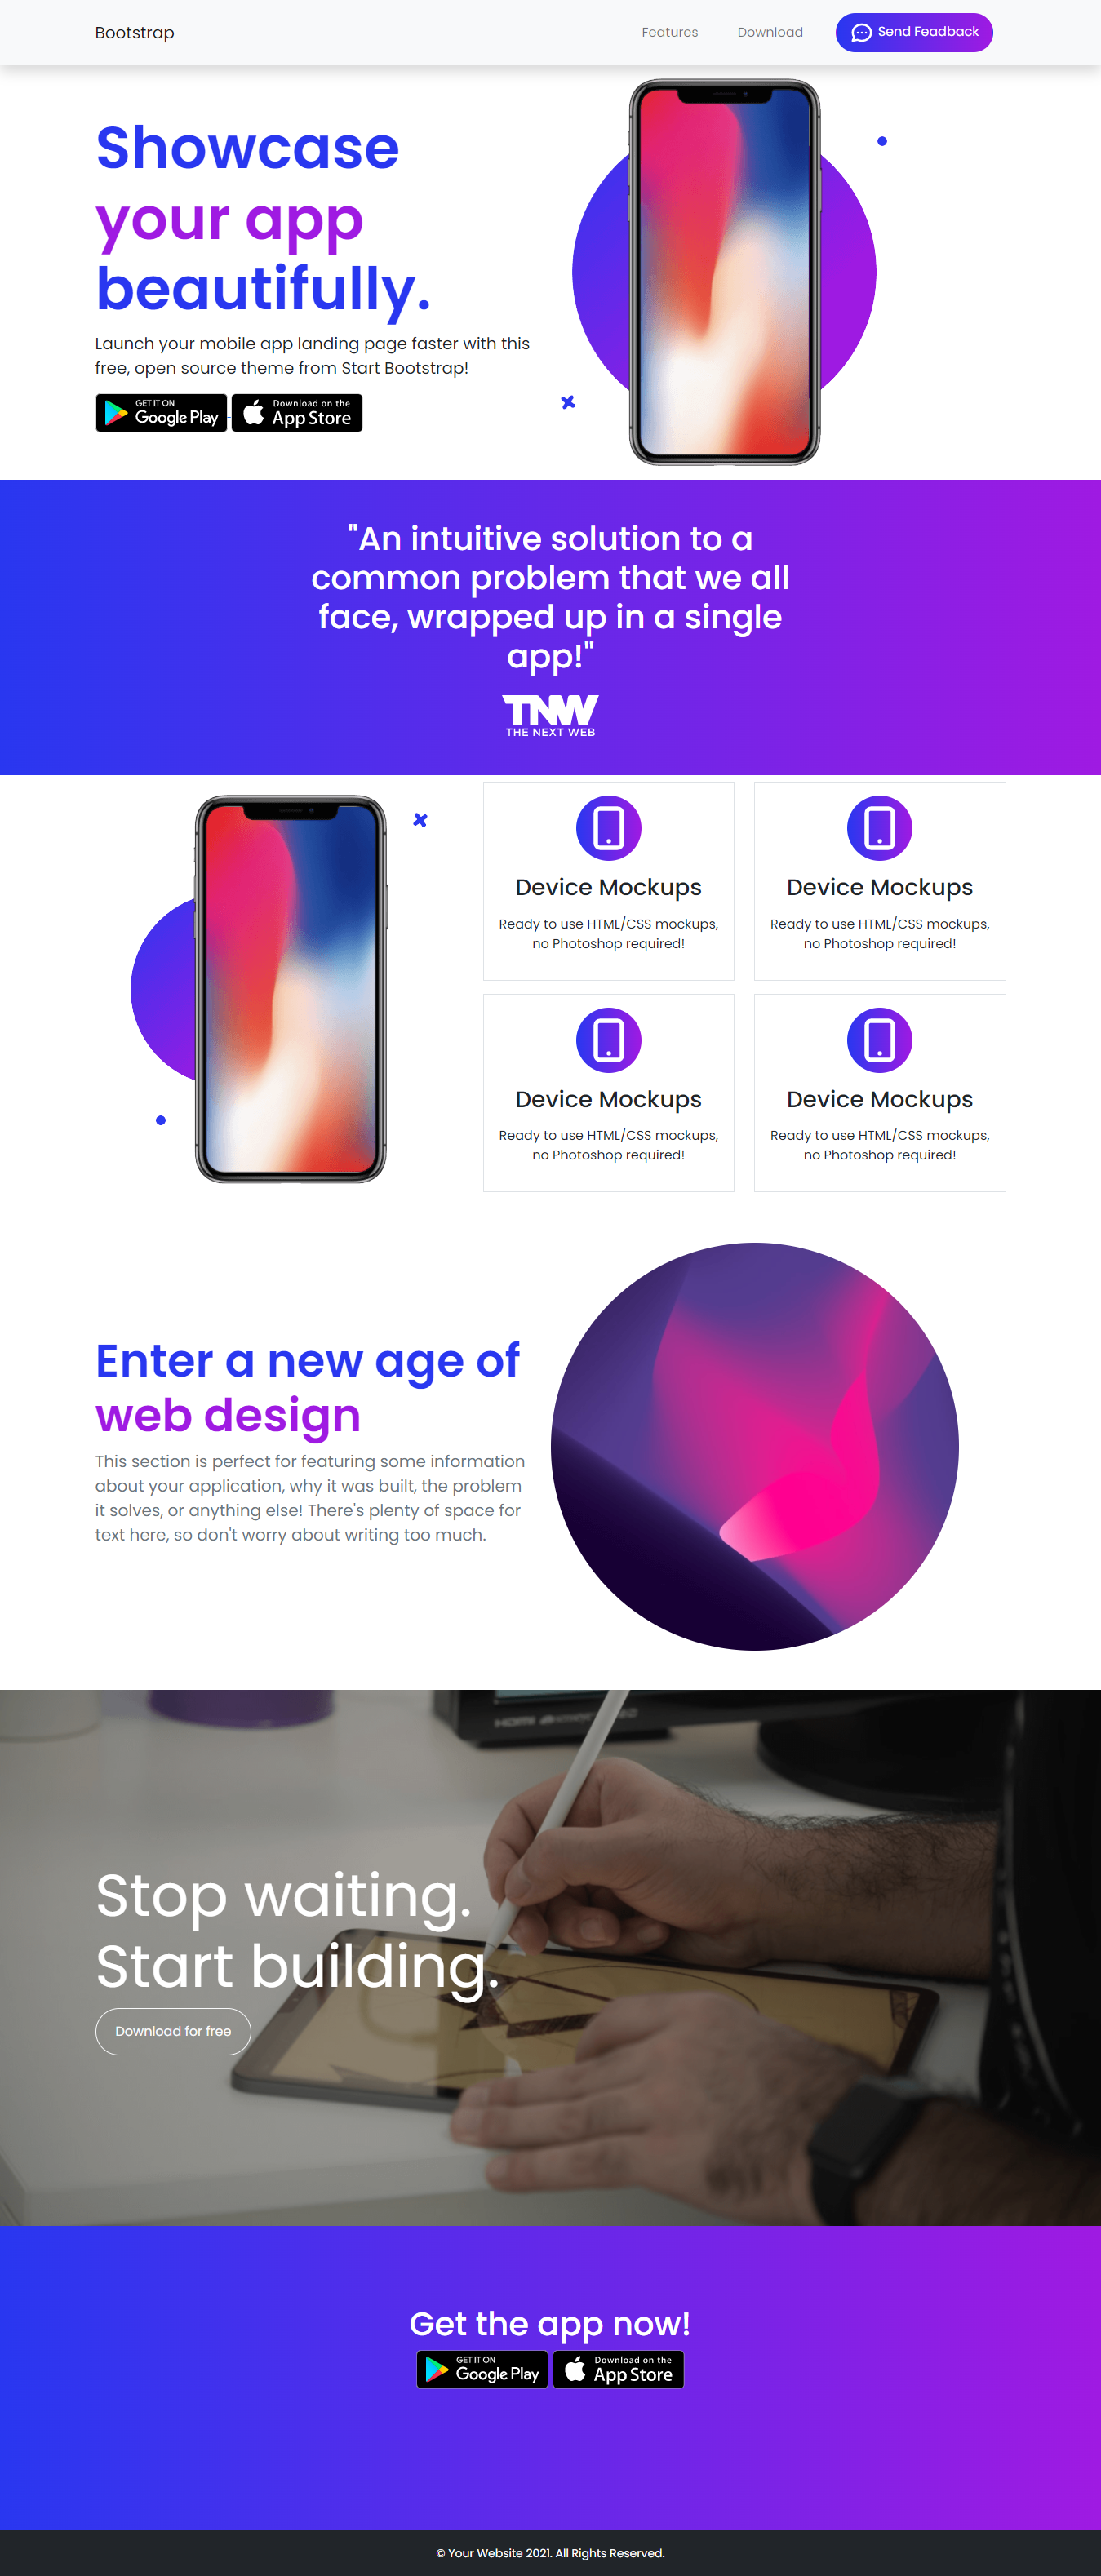 Bootstrap
Features
Download
Send Feadback
Showcase
your app
beautifully.
Launch your mobile app landing page faster with this
free, open source theme from Start Bootstrap!
GET IT ON
Google Play
Download on the
App Store
"An intuitive solution to a
common problem that we all
face, wrapped up in a single
app!"
TNW
THE NEXT WEB
Device Mockups
Ready to use HTML/CSS mockups,
no Photoshop required!
Device Mockups
Ready to use HTML/CSS mockups,
no Photoshop required!
Device Mockups
Ready to use HTML/CSS mockups,
no Photoshop required!
Device Mockups
Ready to use HTML/CSS mockups,
no Photoshop required!
Enter a new age of
web design
This section is perfect for featuring some information
about your application, why it was built, the problem
it solves, or anything else! There's plenty of space for
text here, so don't worry about writing too much.
HDMI
Stop waiting.
Start building.
Download for free
Get the app now!
GET IT ON
Google Play
Download on the
App Store
© Your Website 2021. All Rights Reserved.